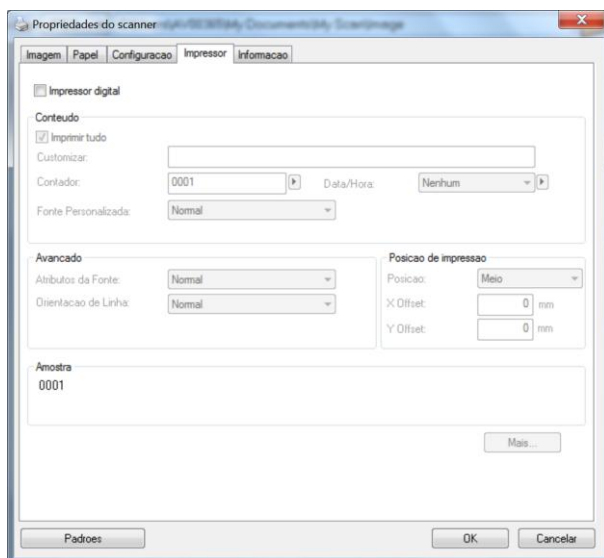 Propriedades do scanner
Imagem Papel Configuracao Impressor Informacao
Impressor digital
Conteudo
Imprimir tudo
Customizar:
Contador: 0001 Data/Hora: Nenhum
Fonte Personalizada: Normal
Avancado
Atributos da Fonte: Normal
Orientacao de Linha: Normal
Posicao de impressao
Posicao: Meio
X Offset: 0 mm
Y Offset: 0 mm
Amostra
0001
Mais...
Padroes OK Cancelar